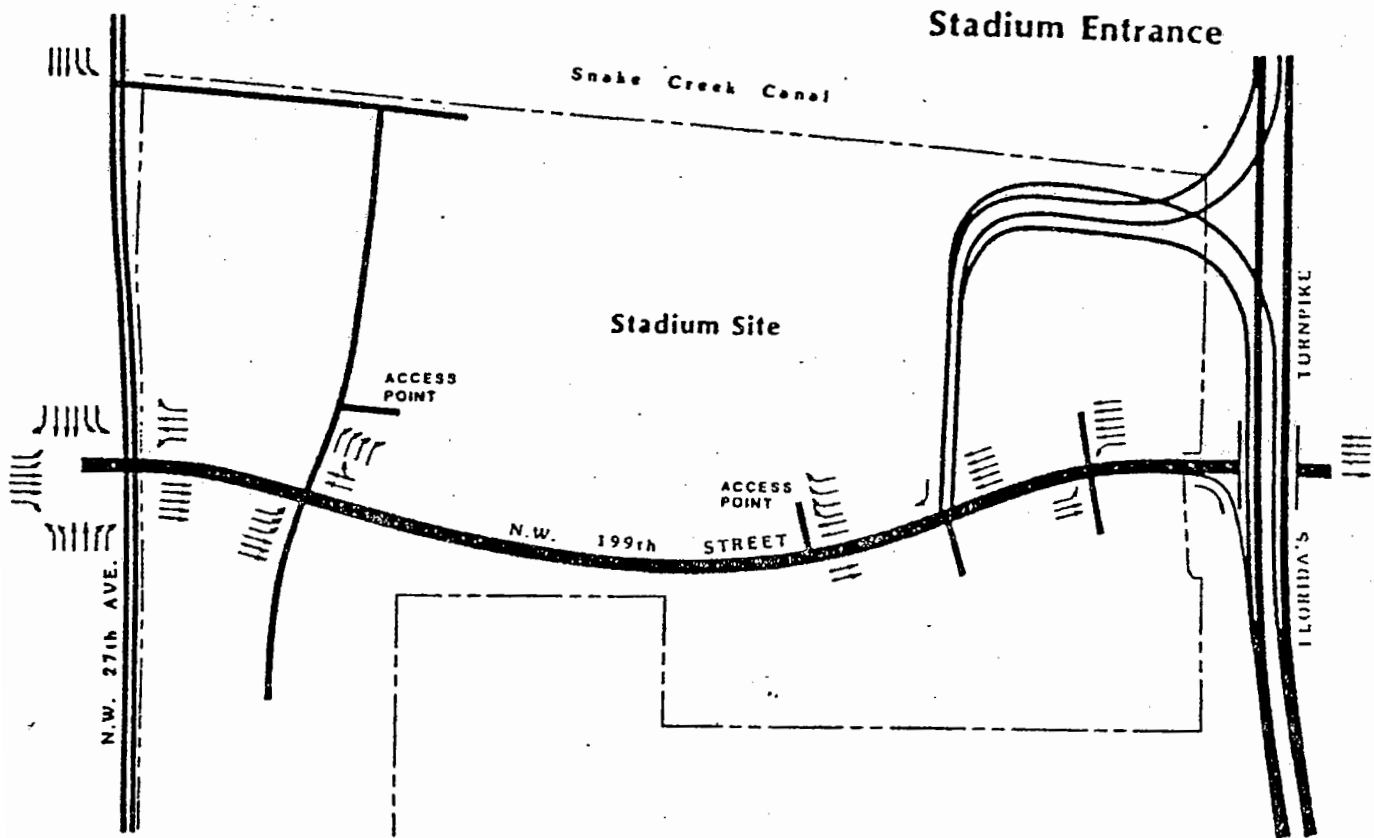 Stadium Entrance
Snake Creek Canal
TURNPIKE
Stadium Site
ACCESS
POINT
ACCESS
POINT
N.W. 199th STREET
N.W. 27th AVE.
FLORIDA'S